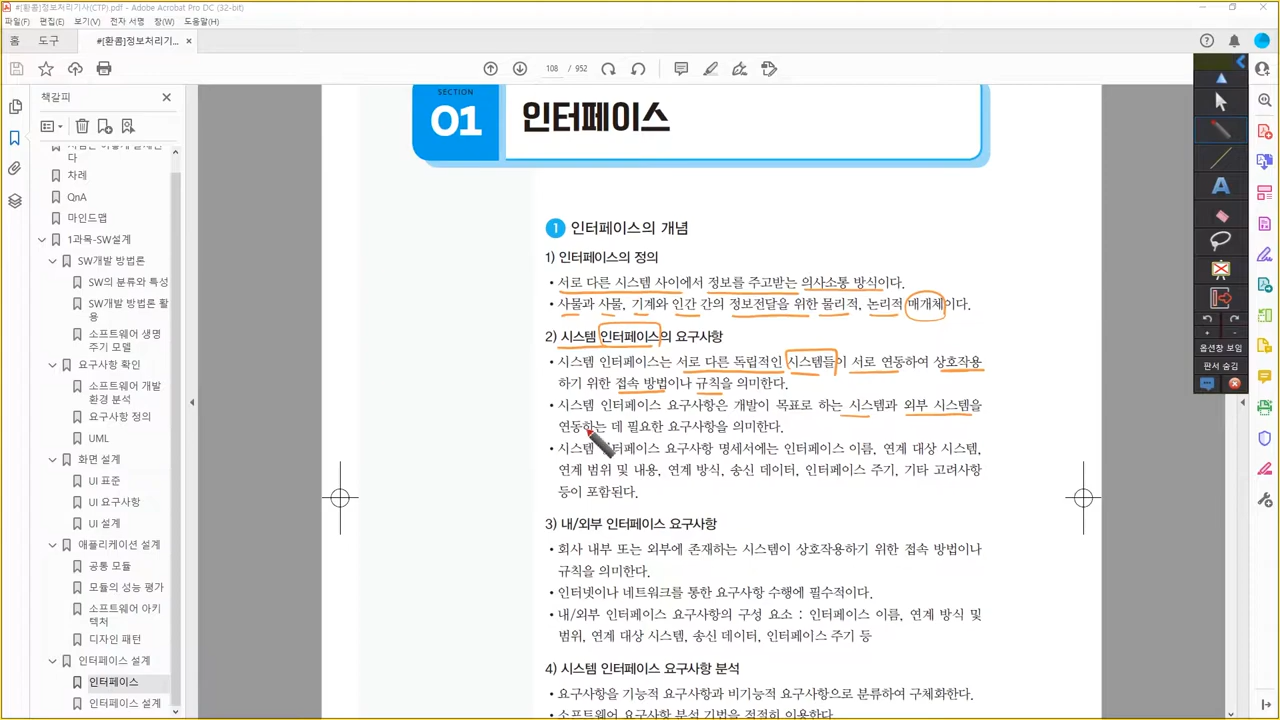 #[환콤]정보처리기사(CTP).pdf - Adobe Acrobat Pro DC (32-bit)
파일(F) 편집(E) 보기(V) 전자 서명 창(W) 도움말(H)
홈 도구 #[환콤]정보처리기... ×
108 / 952
책갈피
다
차례
QnA
마인드맵
1과목-SW설계
SW개발 방법론
SW의 분류와 특성
SW개발 방법론 활
용
소프트웨어 생명
주기 모델
요구사항 확인
소프트웨어 개발
환경 분석
요구사항 정의
UML
화면 설계
UI 표준
UI 요구사항
UI 설계
애플리케이션 설계
공통 모듈
모듈의 성능 평가
소프트웨어 아키
텍처
디자인 패턴
인터페이스 설계
인터페이스
인터페이스 설계
SECTION
01 인터페이스
1 인터페이스의 개념
1) 인터페이스의 정의
• 서로 다른 시스템 사이에서 정보를 주고받는 의사소통 방식이다.
• 사물과 사물, 기계와 인간 간의 정보전달을 위한 물리적, 논리적 매개체이다.
2) 시스템 인터페이스의 요구사항
• 시스템 인터페이스는 서로 다른 독립적인 시스템들이 서로 연동하여 상호작용
하기 위한 접속 방법이나 규칙을 의미한다.
• 시스템 인터페이스 요구사항은 개발이 목표로 하는 시스템과 외부 시스템을
연동하는 데 필요한 요구사항을 의미한다.
• 시스템 인터페이스 요구사항 명세서에는 인터페이스 이름, 연계 대상 시스템,
연계 범위 및 내용, 연계 방식, 송신 데이터, 인터페이스 주기, 기타 고려사항
등이 포함된다.
3) 내/외부 인터페이스 요구사항
• 회사 내부 또는 외부에 존재하는 시스템이 상호작용하기 위한 접속 방법이나
규칙을 의미한다.
• 인터넷이나 네트워크를 통한 요구사항 수행에 필수적이다.
• 내/외부 인터페이스 요구사항의 구성 요소 : 인터페이스 이름, 연계 방식 및
범위, 연계 대상 시스템, 송신 데이터, 인터페이스 주기 등
4) 시스템 인터페이스 요구사항 분석
• 요구사항을 기능적 요구사항과 비기능적 요구사항으로 분류하여 구체화한다.
• 소프트웨어 요구사항 분석 기법을 적절히 이용한다.
A
옵션창 보임
판서 숨김